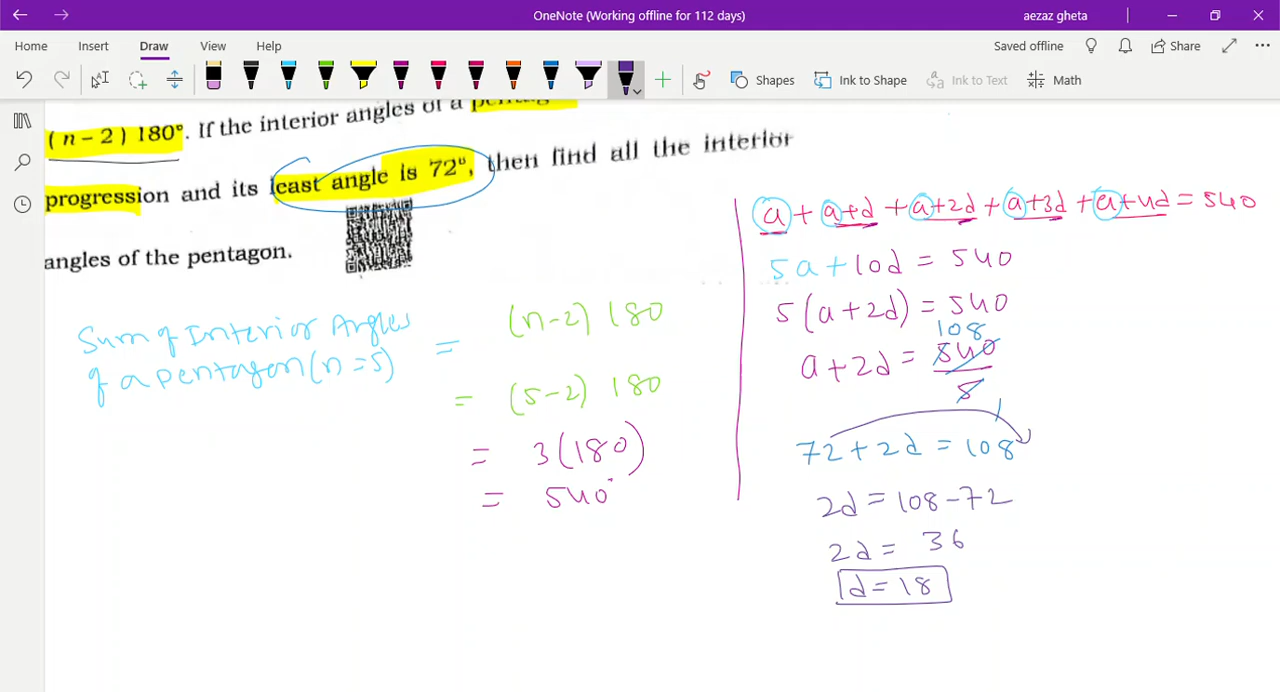 OneNote (Working offline for 112 days)
aezaz gheta
Home Insert Draw View Help
Saved offline
Share
Shapes
Ink to Shape
Ink to Text
Math
(n – 2) 180°. If the interior angles of a
progression and its least angle is 72°, then find all the interior
angles of the pentagon.
Sum of Interior Angles
of a pentagon (n = 5)
= (n-2) 180
= (5-2) 180
= 3(180)
= 540°
a + a+d + a+2d + a+3d + a+4d = 540
5a + 10d = 540
5(a+2d) = 540
108
a+2d = 540
5
72+2d = 108
2d = 108-72
2d = 36
d = 18